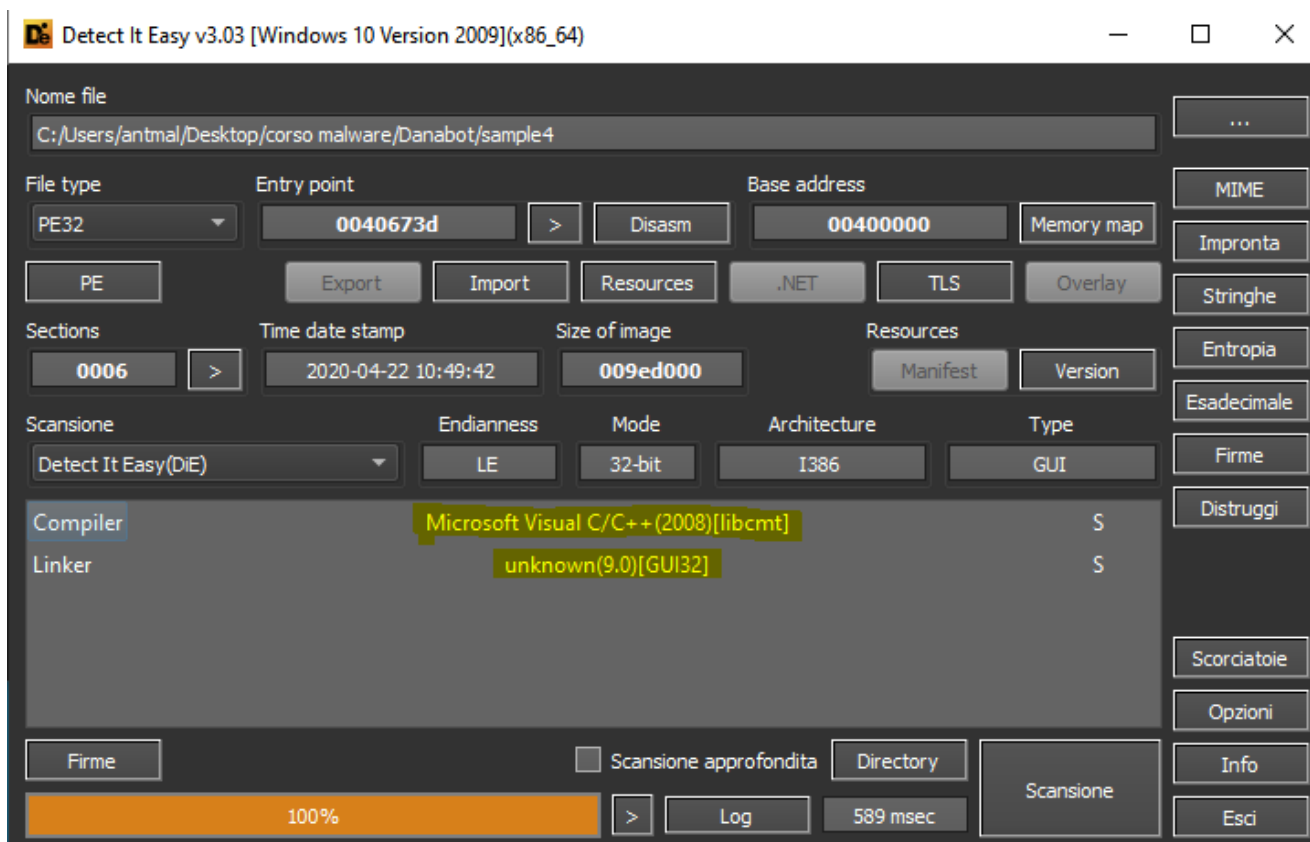 Detect It Easy v3.03 [Windows 10 Version 2009](x86_64)
Nome file
...
C:/Users/antmal/Desktop/corso malware/Danabot/sample4
File type Entry point Base address
MIME
PE32 0040673d > Disasm 00400000 Memory map
Impronta
PE Export Import Resources .NET TLS Overlay
Stringhe
Sections Time date stamp Size of image Resources
Entropia
0006 > 2020-04-22 10:49:42 009ed000 Manifest Version
Esadecimale
Scansione Endianness Mode Architecture Type
Detect It Easy(DiE) LE 32-bit I386 GUI
Firme
Compiler Microsoft Visual C/C++(2008)[libcmt] S
Distruggi
Linker unknown(9.0)[GUI32] S
Scorciatoie
Opzioni
Firme Scansione approfondita Directory Scansione
Info
100% > Log 589 msec
Esci